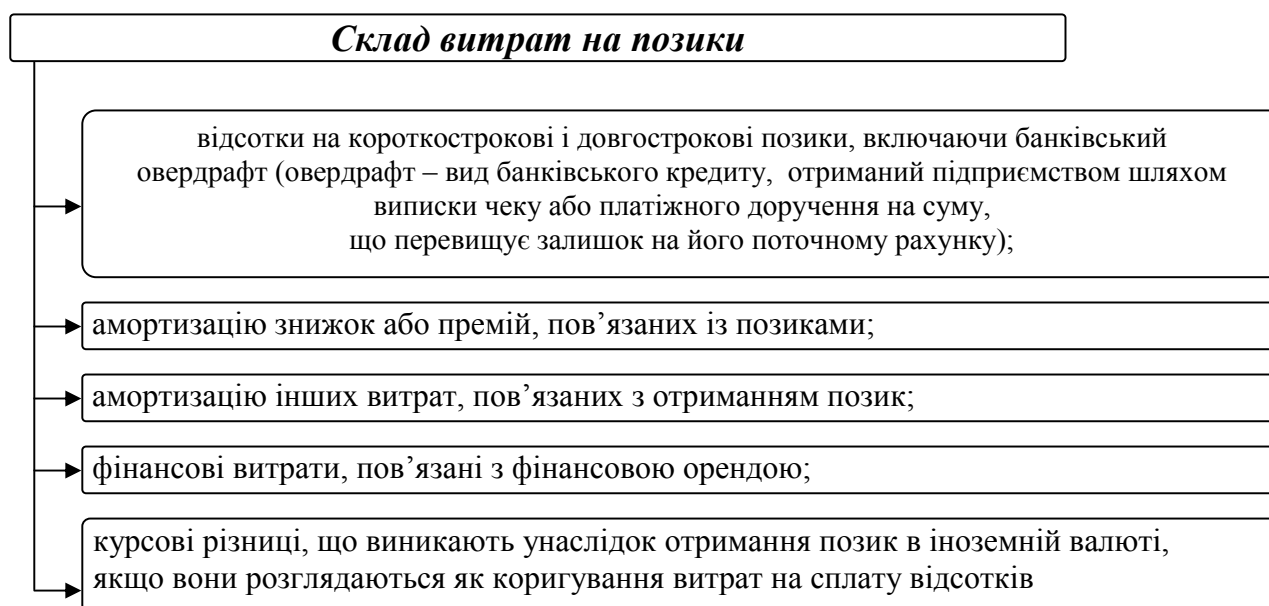 Склад витрат на позики
відсотки на короткострокові і довгострокові позики, включаючи банківський
овердрафт (овердрафт – вид банківського кредиту,  отриманий підприємством шляхом
виписки чеку або платіжного доручення на суму,
що перевищує залишок на його поточному рахунку);
амортизацію знижок або премій, пов’язаних із позиками;
амортизацію інших витрат, пов’язаних з отриманням позик;
фінансові витрати, пов’язані з фінансовою орендою;
курсові різниці, що виникають унаслідок отримання позик в іноземній валюті,
якщо вони розглядаються як коригування витрат на сплату відсотків